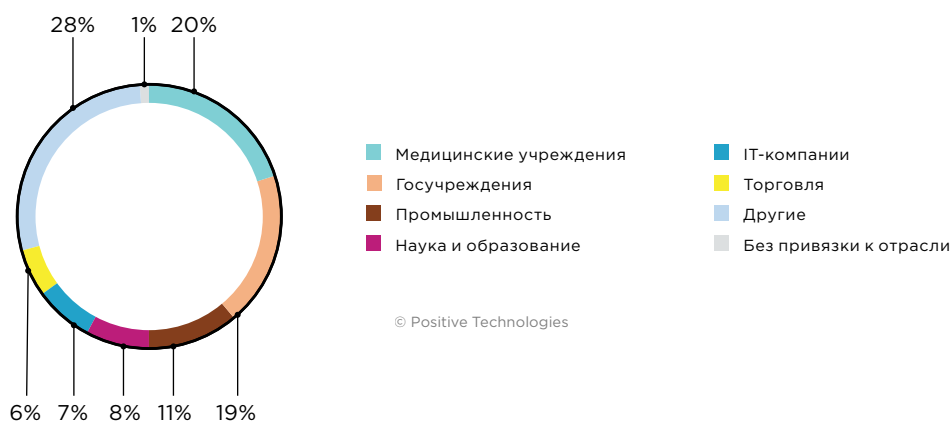 28% 1% 20%
Медицинские учреждения
Госучреждения
Промышленность
Наука и образование
IT-компании
Торговля
Другие
Без привязки к отрасли
© Positive Technologies
6% 7% 8% 11% 19%